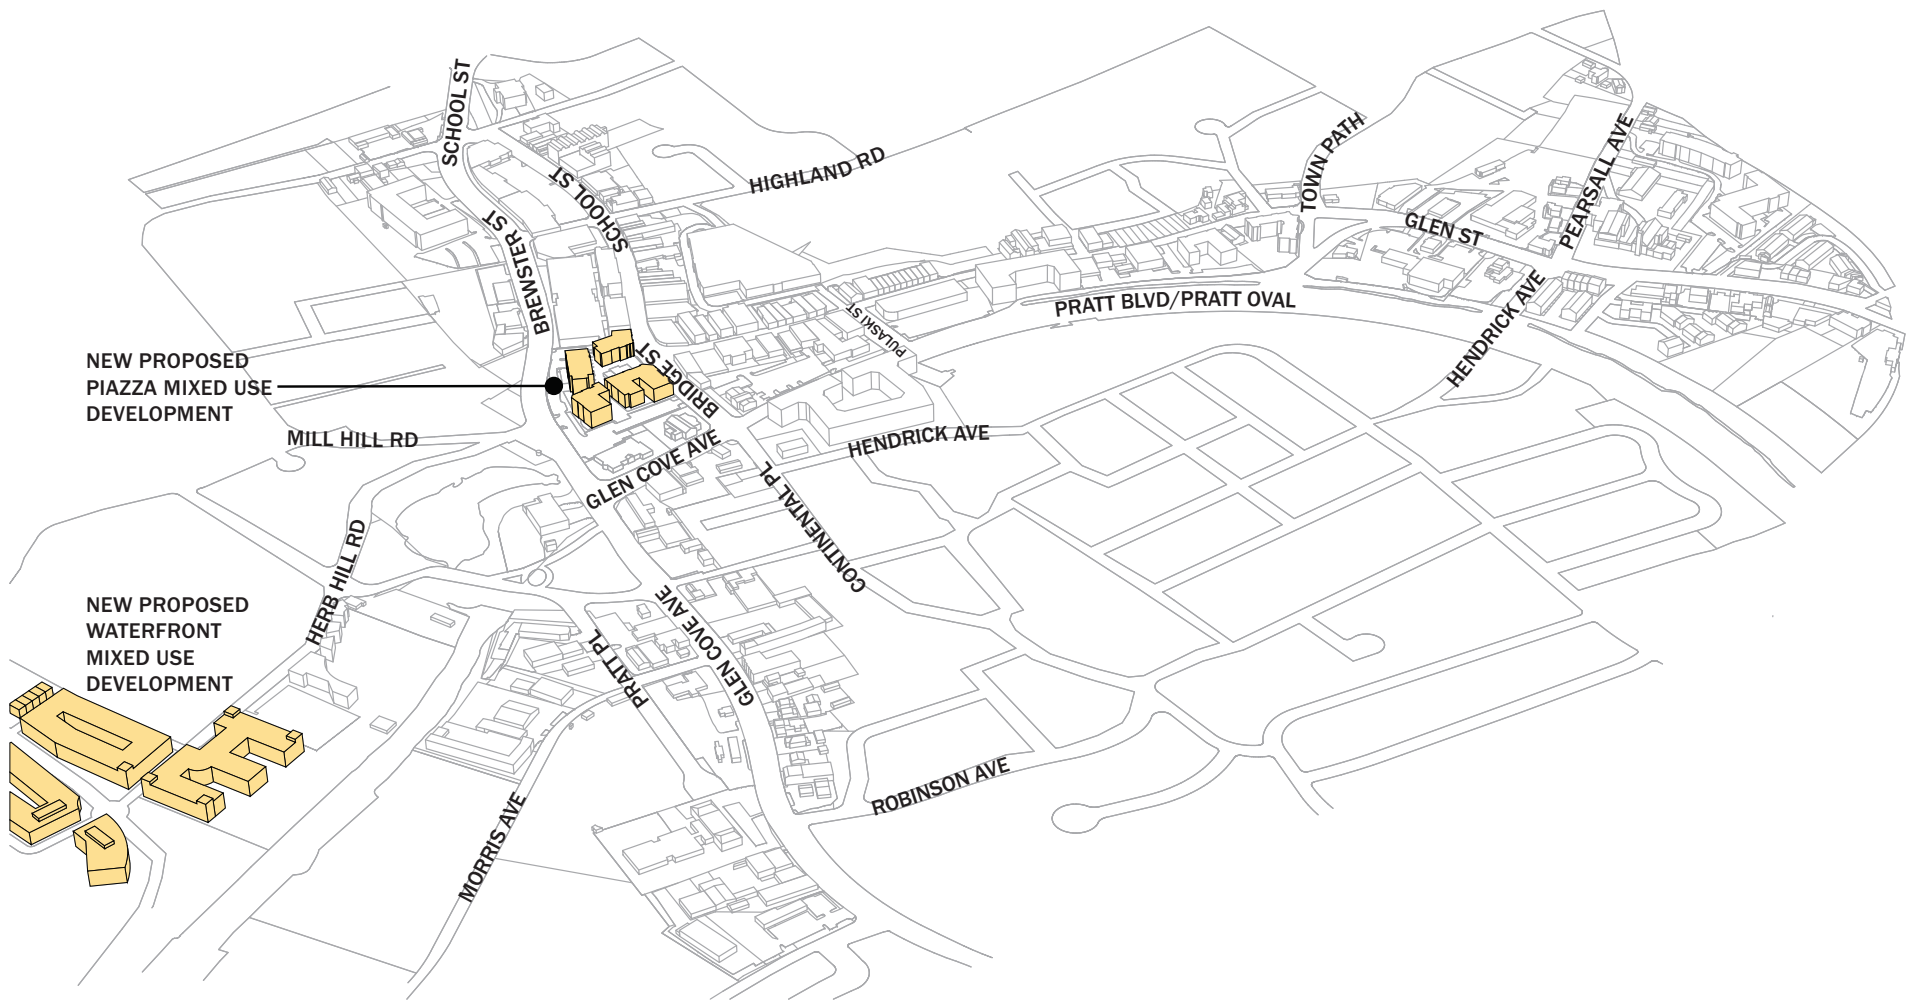 SCHOOL ST
PEARSALL AVE
TOWN PATH
HIGHLAND RD
SCHOOL ST
BREWSTER ST
GLEN ST
BREWSTER ST
PRATT BLVD/PRATT OVAL
PULASKI ST
HENDRICK AVE
NEW PROPOSED
PIAZZA MIXED USE
DEVELOPMENT
BRIDGE ST
MILL HILL RD
HENDRICK AVE
GLEN COVE AVE
CONTINENTAL PL
HERB HILL RD
NEW PROPOSED
WATERFRONT
MIXED USE
DEVELOPMENT
GLEN COVE AVE
PRATT PL
ROBINSON AVE
MORRIS AVE